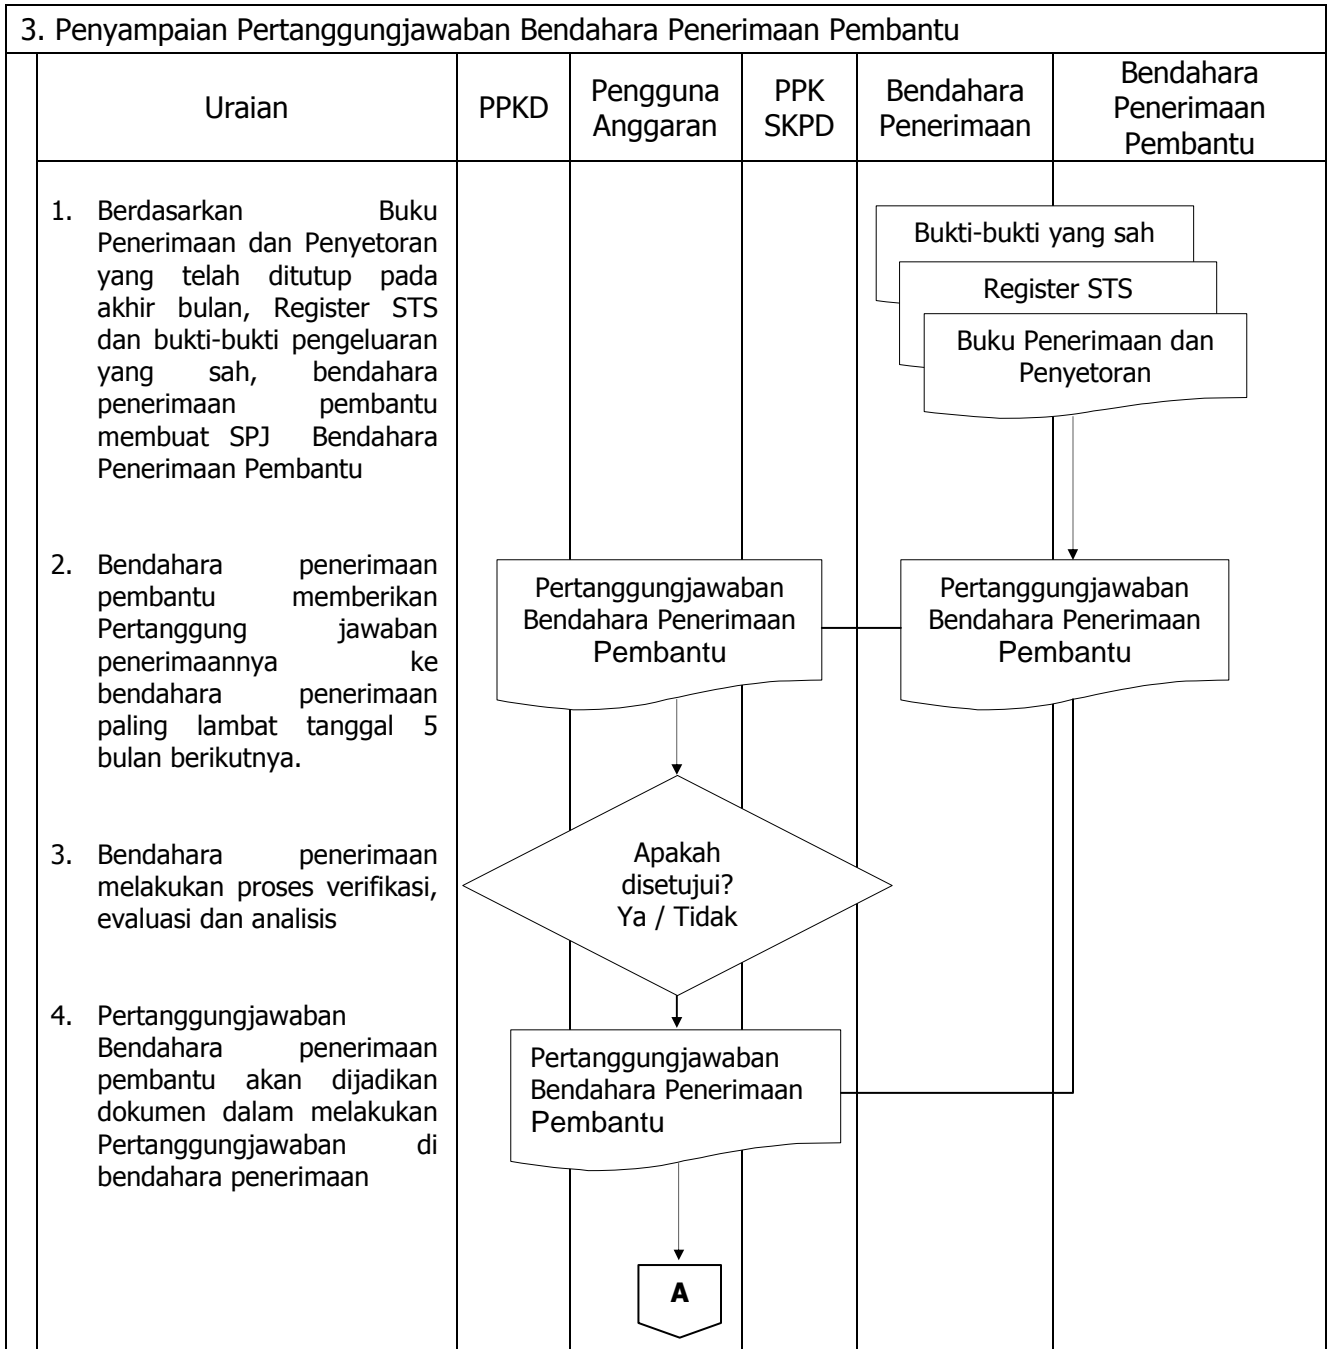 3. Penyampaian Pertanggungjawaban Bendahara Penerimaan Pembantu
Uraian
PPKD
Pengguna
Anggaran
PPK
SKPD
Bendahara
Penerimaan
Bendahara
Penerimaan
Pembantu
1. Berdasarkan Buku
Penerimaan dan Penyetoran
yang telah ditutup pada
akhir bulan, Register STS
dan bukti-bukti pengeluaran
yang sah, bendahara
penerimaan pembantu
membuat SPJ Bendahara
Penerimaan Pembantu
Bukti-bukti yang sah
Register STS
Buku Penerimaan dan
Penyetoran
2. Bendahara penerimaan
pembantu memberikan
Pertanggung jawaban
penerimaannya ke
bendahara penerimaan
paling lambat tanggal 5
bulan berikutnya.
Pertanggungjawaban
Bendahara Penerimaan
Pembantu
Pertanggungjawaban
Bendahara Penerimaan
Pembantu
3. Bendahara penerimaan
melakukan proses verifikasi,
evaluasi dan analisis
Apakah
disetujui?
Ya / Tidak
4. Pertanggungjawaban
Bendahara penerimaan
pembantu akan dijadikan
dokumen dalam melakukan
Pertanggungjawaban di
bendahara penerimaan
Pertanggungjawaban
Bendahara Penerimaan
Pembantu
A